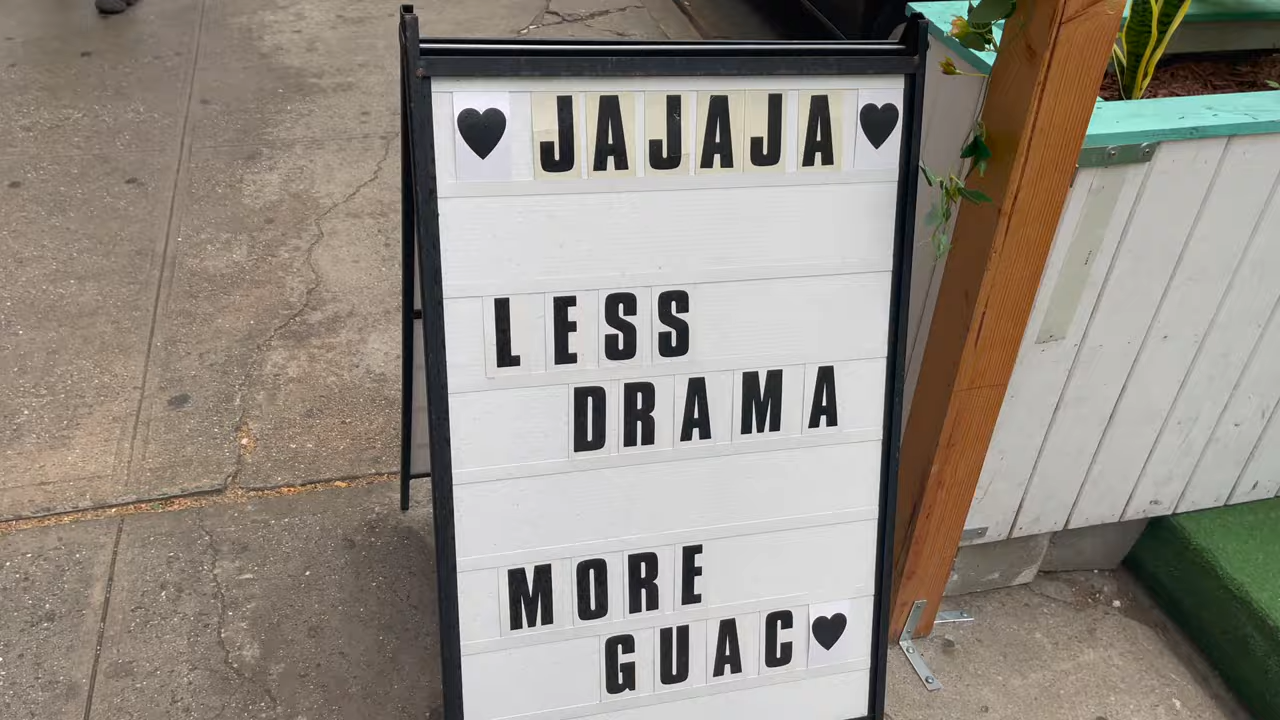 ♥ JAJAJA ♥
LESS
DRAMA
MORE
GUAC ♥